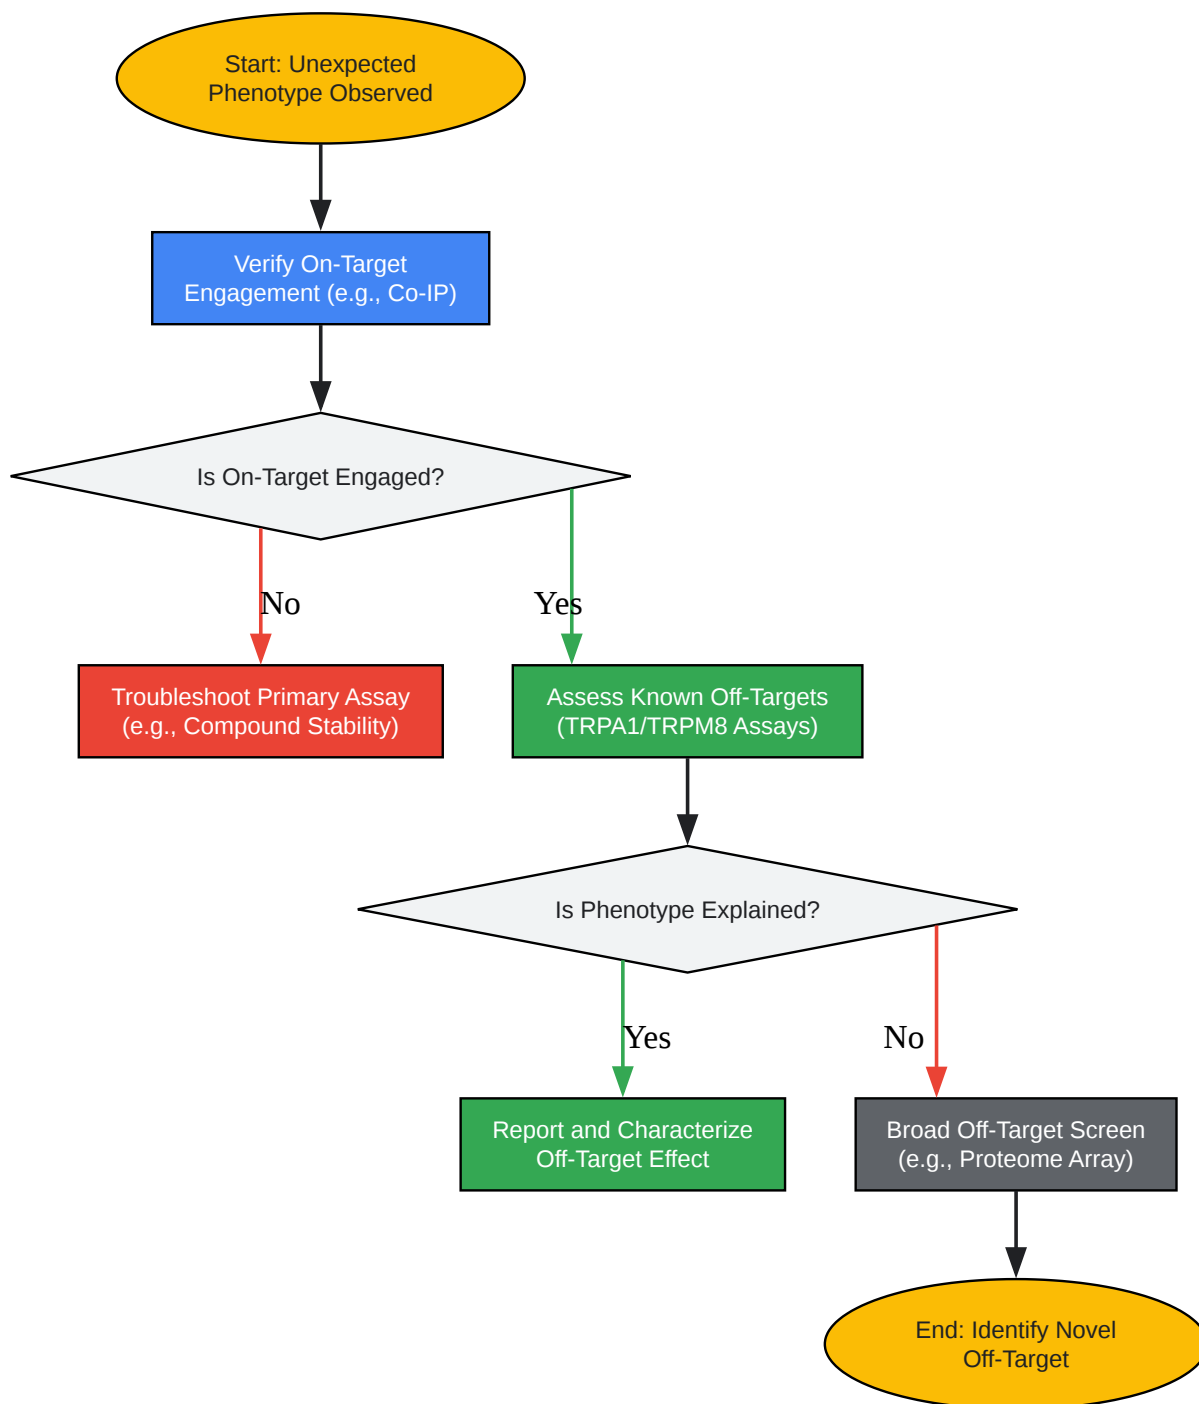 Start: Unexpected
Phenotype Observed
Verify On-Target
Engagement (e.g., Co-IP)
Is On-Target Engaged?
No
Yes
Troubleshoot Primary Assay
(e.g., Compound Stability)
Assess Known Off-Targets
(TRPA1/TRPM8 Assays)
Is Phenotype Explained?
Yes
No
Report and Characterize
Off-Target Effect
Broad Off-Target Screen
(e.g., Proteome Array)
End: Identify Novel
Off-Target